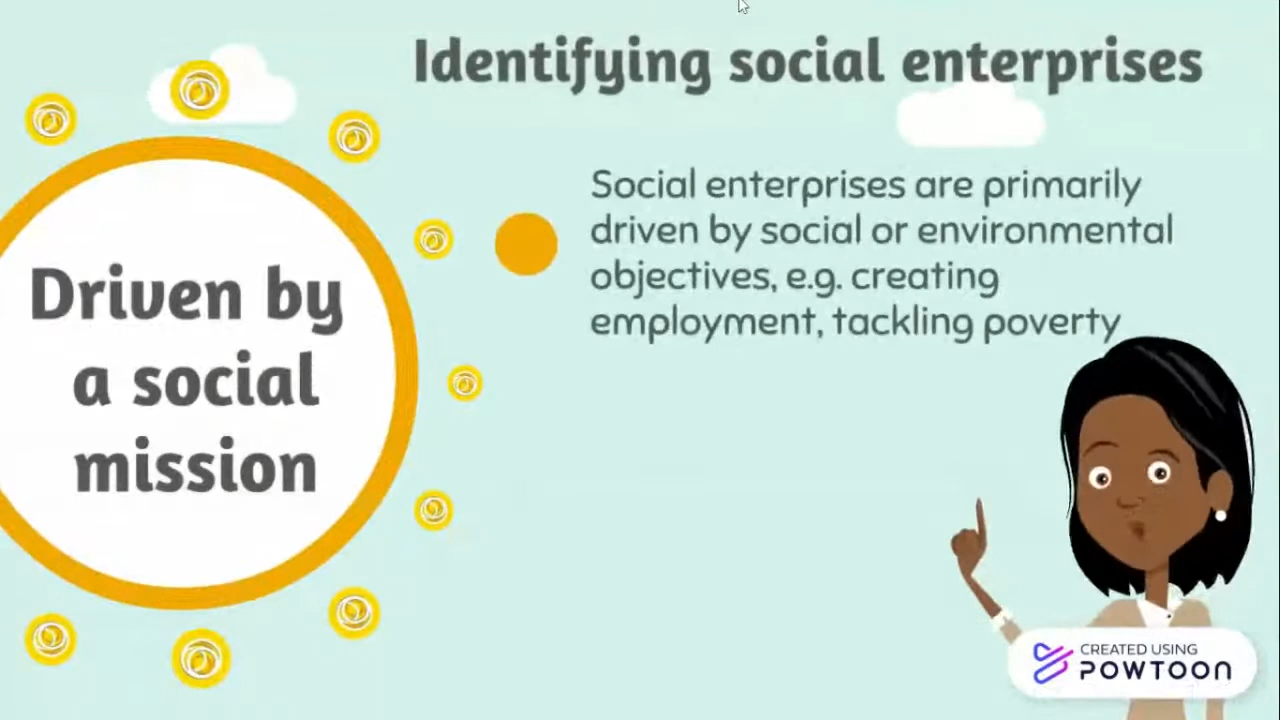 Identifying social enterprises
Driven by
a social
mission
Social enterprises are primarily
driven by social or environmental
objectives, e.g. creating
employment, tackling poverty
CREATED USING
POWTOON